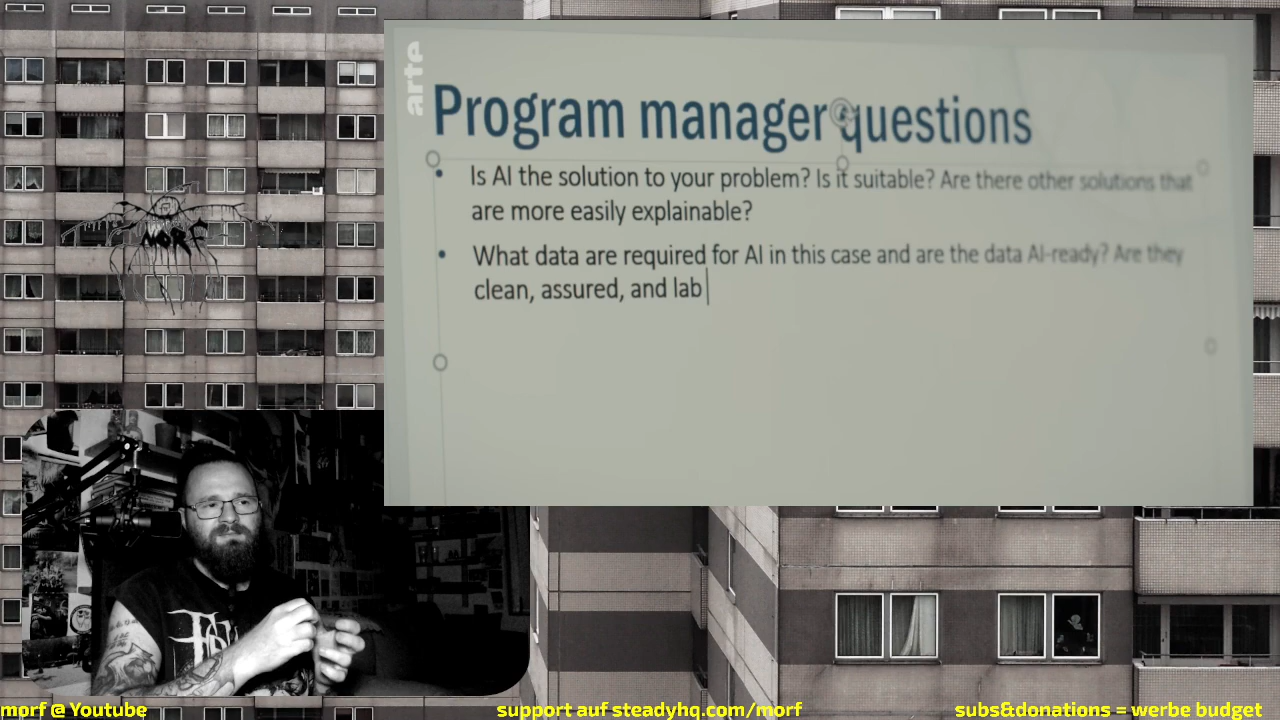 arte
Program manager questions
• Is AI the solution to your problem? Is it suitable? Are there other solutions that
are more easily explainable?
• What data are required for AI in this case and are the data AI-ready? Are they
clean, assured, and lab
MORF
morf @ Youtube
support auf steadyhq.com/morf
subs&donations = werbe budget